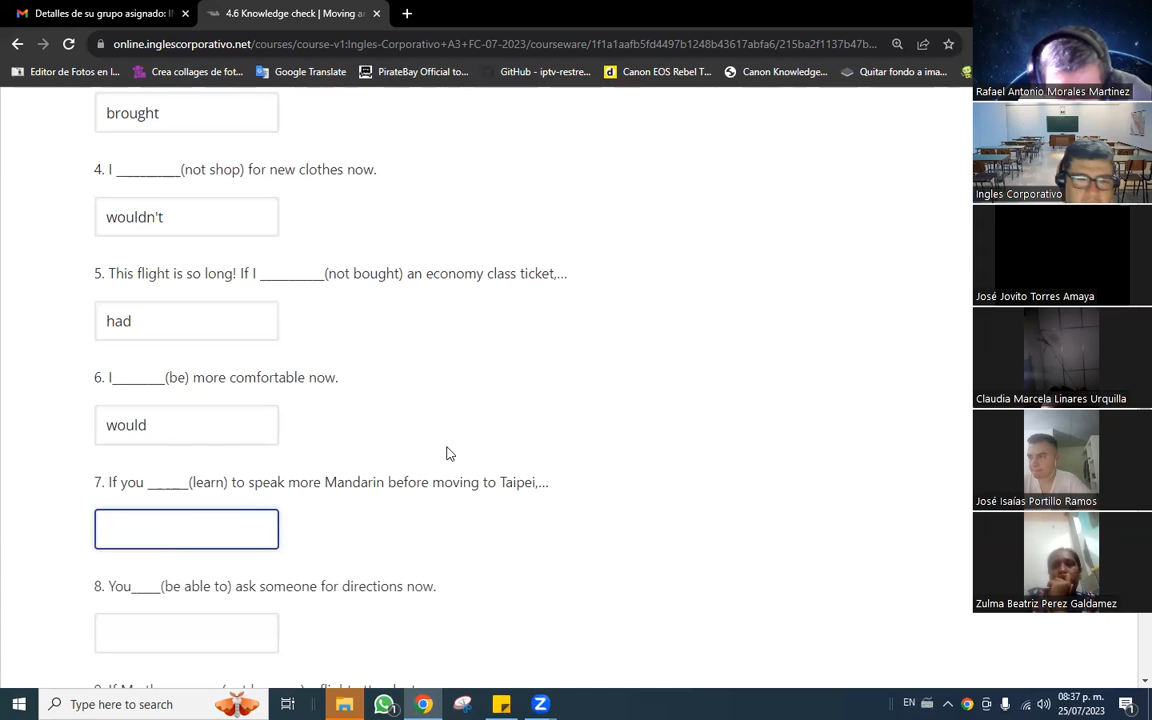 Detalles de su grupo asignado: I
4.6 Knowledge check | Moving a
online.inglescorporativo.net/courses/course-v1:Ingles-Corporativo+A3+FC-07-2023/courseware/1f1a1aafb5fd4497b1248b43617abfa6/215ba2f1137b47b...
Editor de Fotos en l...
Crea collages de fot...
Google Translate
PirateBay Official to...
GitHub - iptv-restre...
Canon EOS Rebel T...
Canon Knowledge...
Quitar fondo a ima...
brought
4. I __________(not shop) for new clothes now.
wouldn't
5. This flight is so long! If I __________(not bought) an economy class ticket,...
had
6. I________(be) more comfortable now.
would
7. If you ______(learn) to speak more Mandarin before moving to Taipei,...
8. You____(be able to) ask someone for directions now.
Rafael Antonio Morales Martinez
Ingles Corporativo
José Jovito Torres Amaya
Claudia Marcela Linares Urquilla
José Isaías Portillo Ramos
Zulma Beatriz Perez Galdamez
Type here to search
1
EN
08:37 p. m.
25/07/2023
1